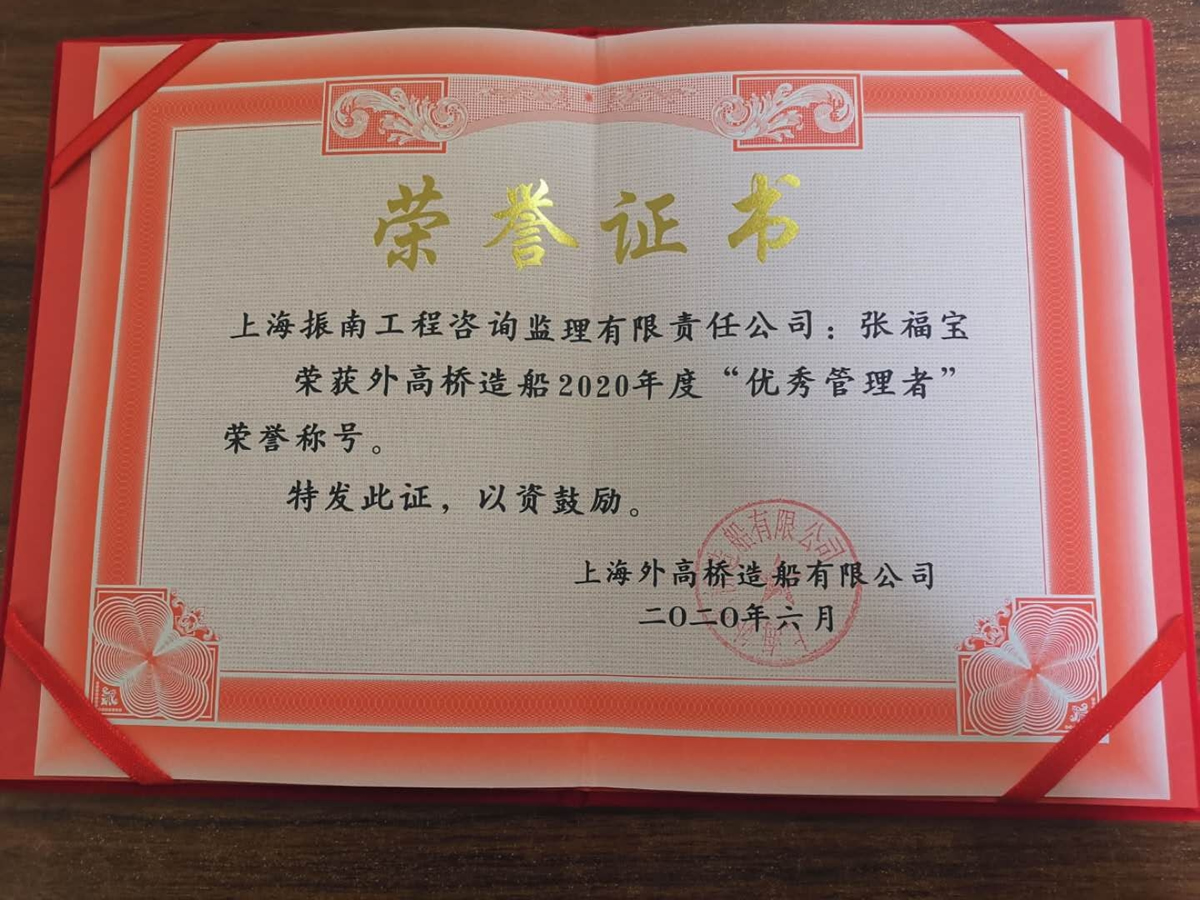 荣誉证书
上海振南工程咨询监理有限责任公司：张福宝
荣获外高桥造船2020年度“优秀管理者”
荣誉称号。
特发此证，以资鼓励。
上海外高桥造船有限公司
二〇二〇年六月